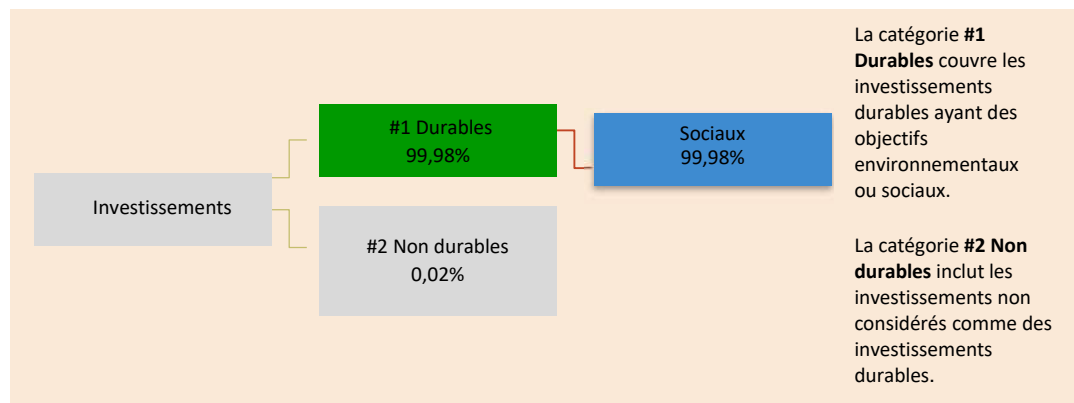 Investissements
#1 Durables
99,98%
#2 Non durables
0,02%
Sociaux
99,98%
La catégorie #1
Durables couvre les
investissements
durables ayant des
objectifs
environnementaux
ou sociaux.
La catégorie #2 Non
durables inclut les
investissements non
considérés comme des
investissements
durables.